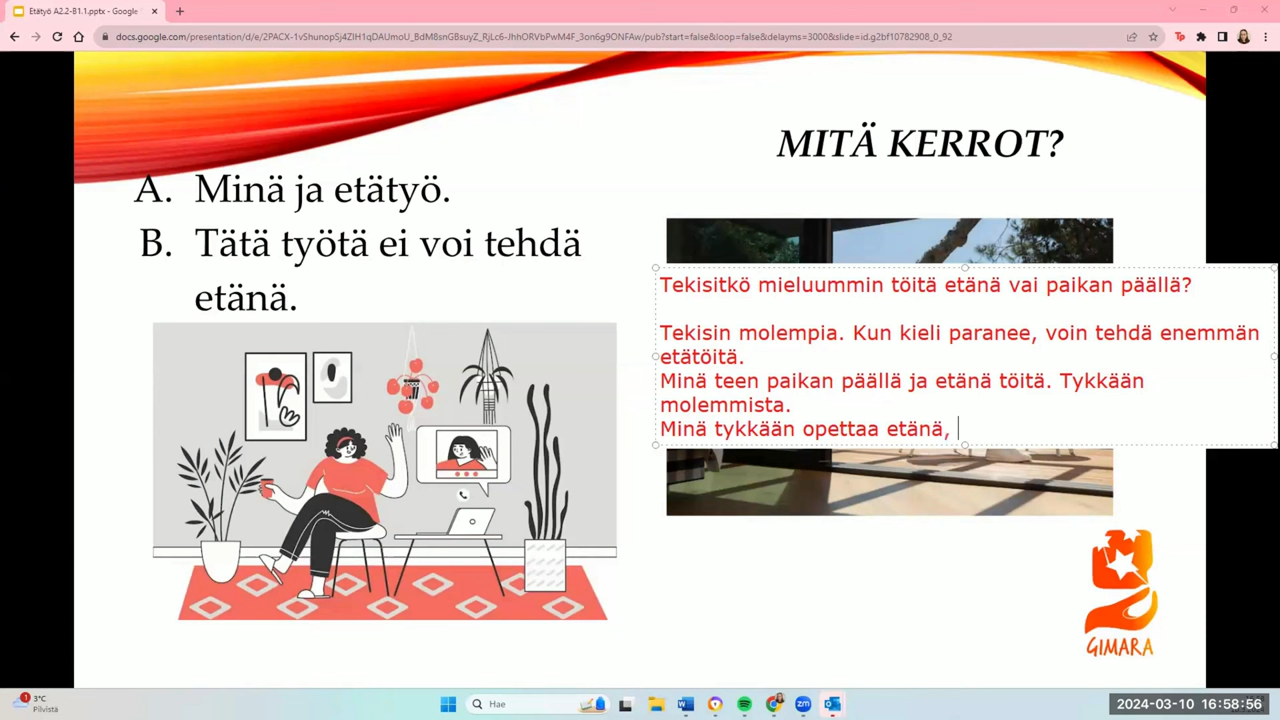 Etätyö A2.2-B1.1.pptx - Google
docs.google.com/presentation/d/e/2PACX-1vShunopSj4ZIH1qDAUmoU_BdM8snGBsuyZ_RjLc6-JhhORVbPwM4F_3on6g9ONFAw/pub?start=false&loop=false&delayms=3000&slide=id.g2bf10782908_0_92
MITÄ KERROT?
A. Minä ja etätyö.
B. Tätä työtä ei voi tehdä
etänä.
Tekisitkö mieluummin töitä etänä vai paikan päällä?
Tekisin molempia. Kun kieli paranee, voin tehdä enemmän
etätöitä.
Minä teen paikan päällä ja etänä töitä. Tykkään
molemmista.
Minä tykkään opettaa etänä,
GIMARA
1
3°C
Pilvistä
Hae
2024-03-10 16:58:56